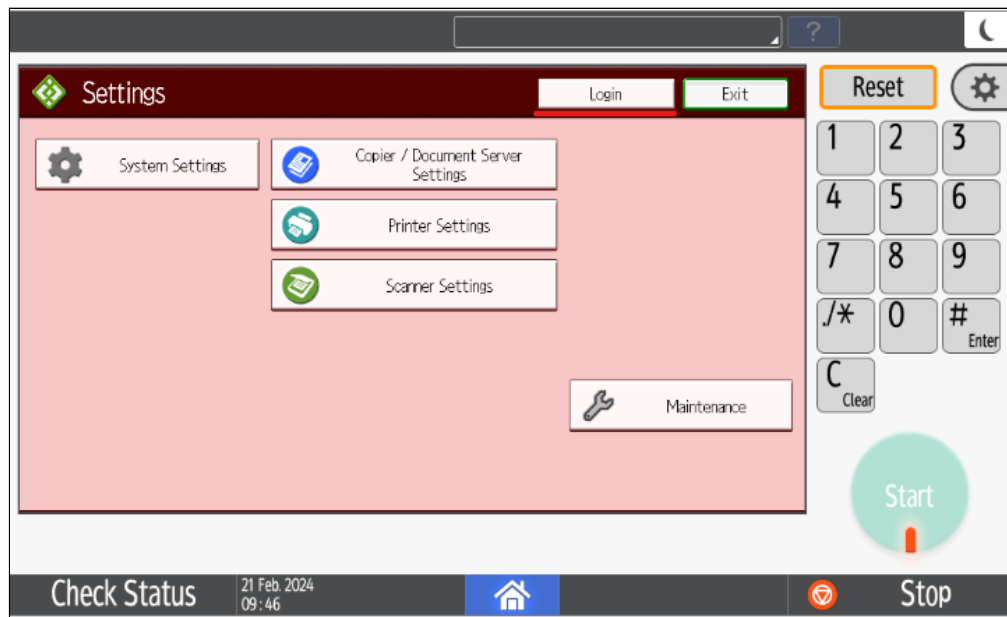 ?
Settings
Login
Exit
Reset
System Settings
Copier / Document Server
Settings
Printer Settings
Scanner Settings
Maintenance
1 2 3
4 5 6
7 8 9
./* 0 #
Enter
C
Clear
Start
Check Status
21 Feb. 2024
09:46
Stop